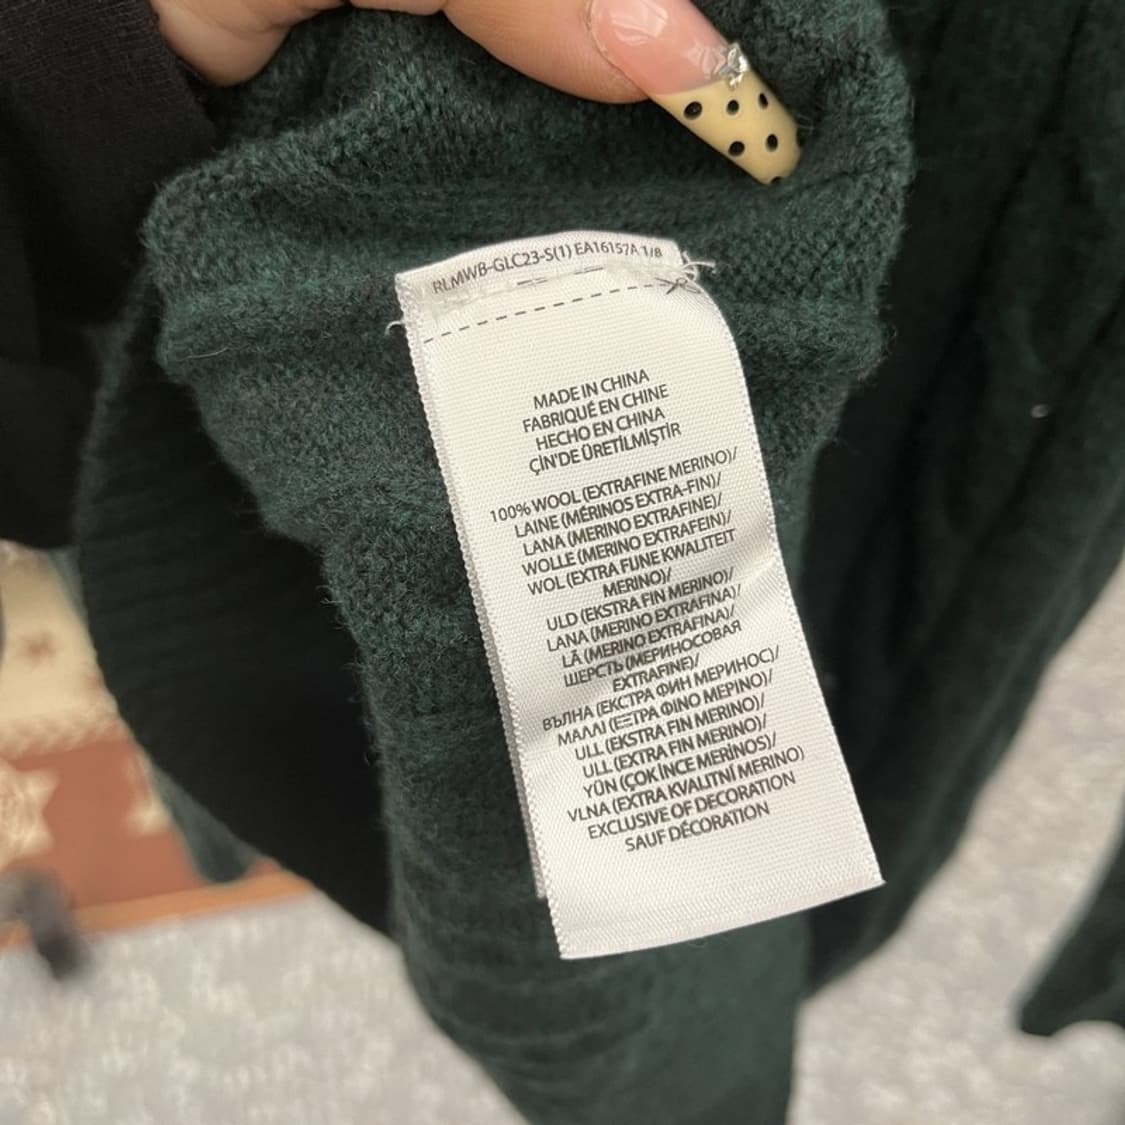 RLMWB-GLC23-S(1) EA16157A 1/8
MADE IN CHINA
FABRIQUÉ EN CHINE
HECHO EN CHINA
ÇİN'DE ÜRETİLMİŞTİR
100% WOOL (EXTRAFINE MERINO)/
LAINE (MÉRINOS EXTRA-FIN)/
LANA (MERINO EXTRAFINE)/
WOLLE (MERINO EXTRAFEIN)/
WOL (EXTRA FIJNE KWALITEIT
MERINO)/
ULD (EKSTRA FIN MERINO)/
LANA (MERINO EXTRAFINA)/
LÃ (MERINO EXTRAFINA)/
ШЕРСТЬ (МЕРИНОСОВАЯ
EXTRAFINE)/
ВЪЛНА (ЕКСТРА ФИН МЕРИНОС)/
ΜΑΛΛΙ (ΕΞΤΡΑ ΦΙΝΟ ΜΕΡΙΝΟ)/
ULL (EKSTRA FIN MERINO)/
ULL (EXTRA FIN MERINO)/
YÜN (ÇOK İNCE MERİNOS)/
VLNA (EXTRA KVALITNÍ MERINO)
EXCLUSIVE OF DECORATION
SAUF DÉCORATION